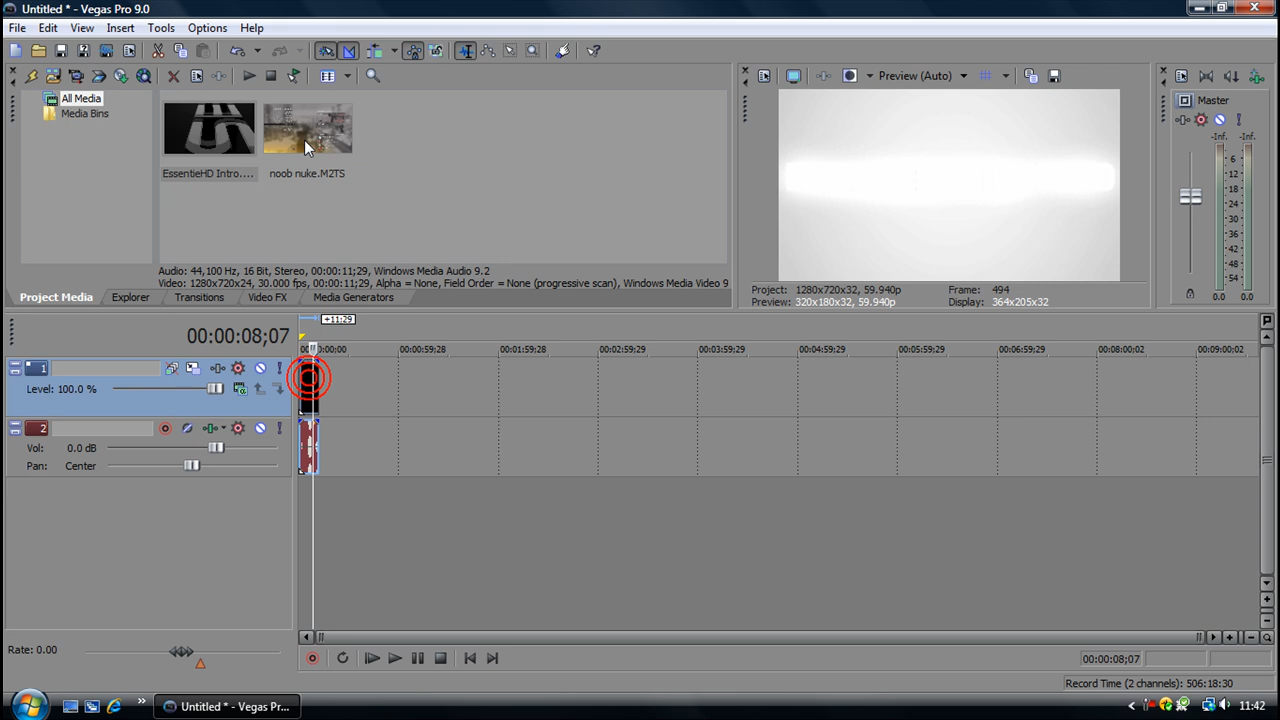 Untitled * - Vegas Pro 9.0
File Edit View Insert Tools Options Help
Preview (Auto)
All Media
Media Bins
EssentieHD Intro....
noob nuke.M2TS
Audio: 44,100 Hz, 16 Bit, Stereo, 00:00:11;29, Windows Media Audio 9.2
Video: 1280x720x24, 30.000 fps, 00:00:11;29, Alpha = None, Field Order = None (progressive scan), Windows Media Video 9
Project Media Explorer Transitions Video FX Media Generators
Project: 1280x720x32, 59.940p Frame: 494
Preview: 320x180x32, 59.940p Display: 364x205x32
Master
-Inf. -Inf.
6
12
18
24
30
36
42
48
54
0.0 0.0
00:00:08;07
+11;29
00:00:59;28 00:01:59;28 00:02:59;29 00:03:59;29 00:04:59;29 00:05:59;29 00:06:59;29 00:08:00;02 00:09:00;02
1
Level: 100.0 %
2
Vol: 0.0 dB
Pan: Center
Rate: 0.00
00:00:08;07
Record Time (2 channels): 506:18:30
Untitled * - Vegas Pr...
11:42